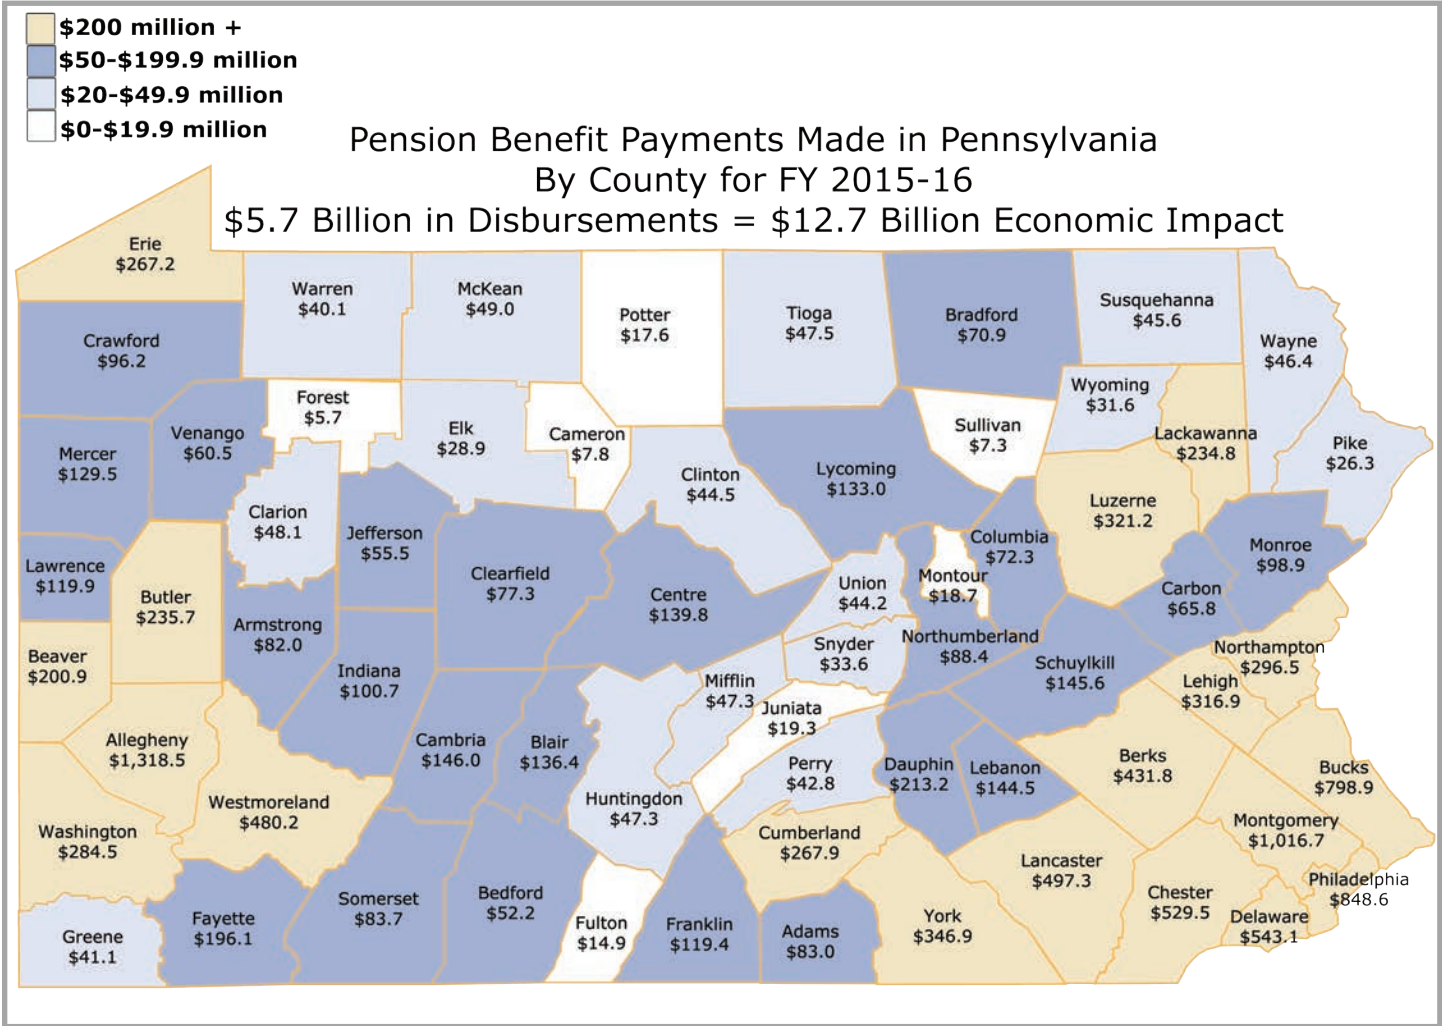 $200 million +
$50-$199.9 million
$20-$49.9 million
$0-$19.9 million
Pension Benefit Payments Made in Pennsylvania
By County for FY 2015-16
$5.7 Billion in Disbursements = $12.7 Billion Economic Impact
Erie
$267.2
Warren
$40.1
McKean
$49.0
Potter
$17.6
Tioga
$47.5
Bradford
$70.9
Susquehanna
$45.6
Wayne
$46.4
Crawford
$96.2
Forest
$5.7
Wyoming
$31.6
Mercer
$129.5
Venango
$60.5
Elk
$28.9
Cameron
$7.8
Clinton
$44.5
Lycoming
$133.0
Sullivan
$7.3
Lackawanna
$234.8
Pike
$26.3
Clarion
$48.1
Jefferson
$55.5
Luzerne
$321.2
Columbia
$72.3
Monroe
$98.9
Lawrence
$119.9
Butler
$235.7
Clearfield
$77.3
Centre
$139.8
Union
$44.2
Montour
$18.7
Carbon
$65.8
Armstrong
$82.0
Northumberland
$88.4
Snyder
$33.6
Schuylkill
$145.6
Northampton
$296.5
Beaver
$200.9
Indiana
$100.7
Mifflin
$47.3
Juniata
$19.3
Lehigh
$316.9
Allegheny
$1,318.5
Cambria
$146.0
Blair
$136.4
Perry
$42.8
Dauphin
$213.2
Lebanon
$144.5
Berks
$431.8
Bucks
$798.9
Westmoreland
$480.2
Huntingdon
$47.3
Washington
$284.5
Cumberland
$267.9
Montgomery
$1,016.7
Lancaster
$497.3
Philadelphia
$848.6
Chester
$529.5
Delaware
$543.1
Greene
$41.1
Fayette
$196.1
Somerset
$83.7
Bedford
$52.2
Fulton
$14.9
Franklin
$119.4
Adams
$83.0
York
$346.9